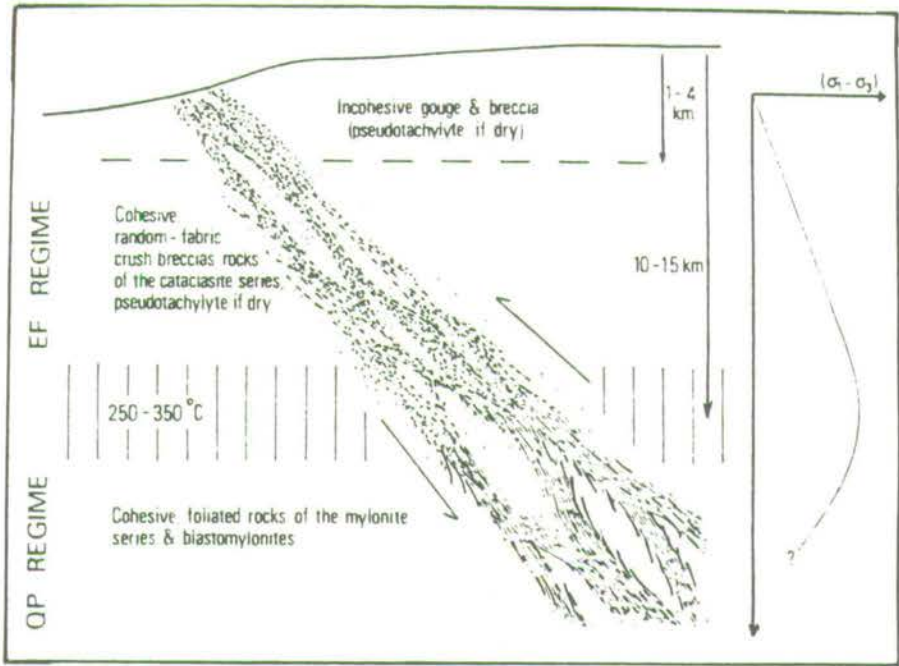 (σ₁ - σ₃)
1 - 4
km
Incohesive gouge & breccia
(pseudotachylyte if dry)
EF REGIME
Cohesive
random - fabric
crush breccias rocks
of the cataclasite series,
pseudotachylyte if dry
10 - 15 km
250 - 350 °C
QP REGIME
Cohesive, foliated rocks of the mylonite
series & blastomylonites
?